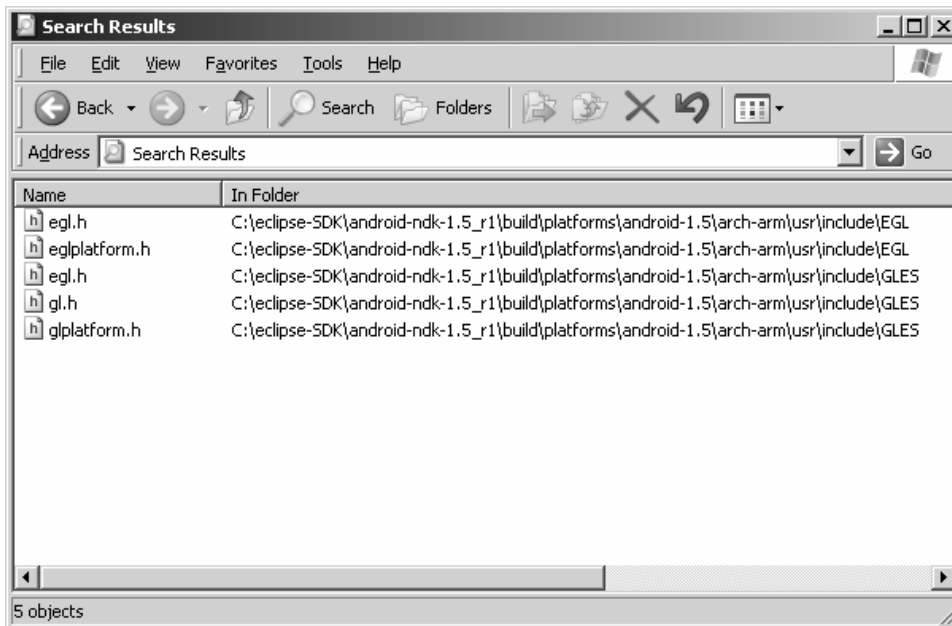 Search Results
File Edit View Favorites Tools Help
Back Search Folders
Address Search Results Go
Name In Folder
egl.h C:\eclipse-SDK\android-ndk-1.5_r1\build\platforms\android-1.5\arch-arm\usr\include\EGL
eglplatform.h C:\eclipse-SDK\android-ndk-1.5_r1\build\platforms\android-1.5\arch-arm\usr\include\EGL
egl.h C:\eclipse-SDK\android-ndk-1.5_r1\build\platforms\android-1.5\arch-arm\usr\include\GLES
gl.h C:\eclipse-SDK\android-ndk-1.5_r1\build\platforms\android-1.5\arch-arm\usr\include\GLES
glplatform.h C:\eclipse-SDK\android-ndk-1.5_r1\build\platforms\android-1.5\arch-arm\usr\include\GLES
5 objects